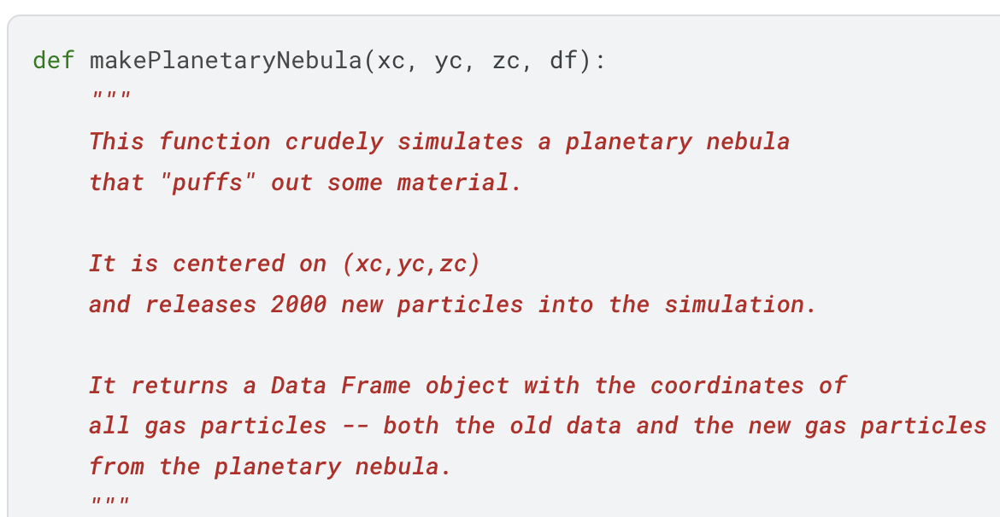 def makePlanetaryNebula(xc, yc, zc, df):
"""
This function crudely simulates a planetary nebula
that "puffs" out some material.
It is centered on (xc,yc,zc)
and releases 2000 new particles into the simulation.
It returns a Data Frame object with the coordinates of
all gas particles -- both the old data and the new gas particles
from the planetary nebula.
"""